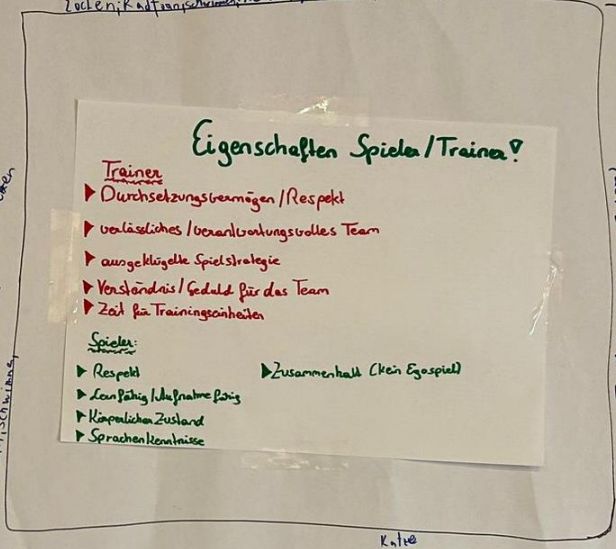 Eigenschaften Spieler/Trainer!
Trainer
Durchsetzungsvermögen/Respekt
verlässliches/verantwortungsvolles Team
ausgeklügelte Spielstrategie
Verständnis/Geduld für das Team
Zeit für Trainingseinheiten
Spieler:
Respekt
Zusammenhalt (kein Egospiel)
Lernfähig/Aufnahmefähig
Körperlicher Zustand
Sprachenkenntnisse
Katze